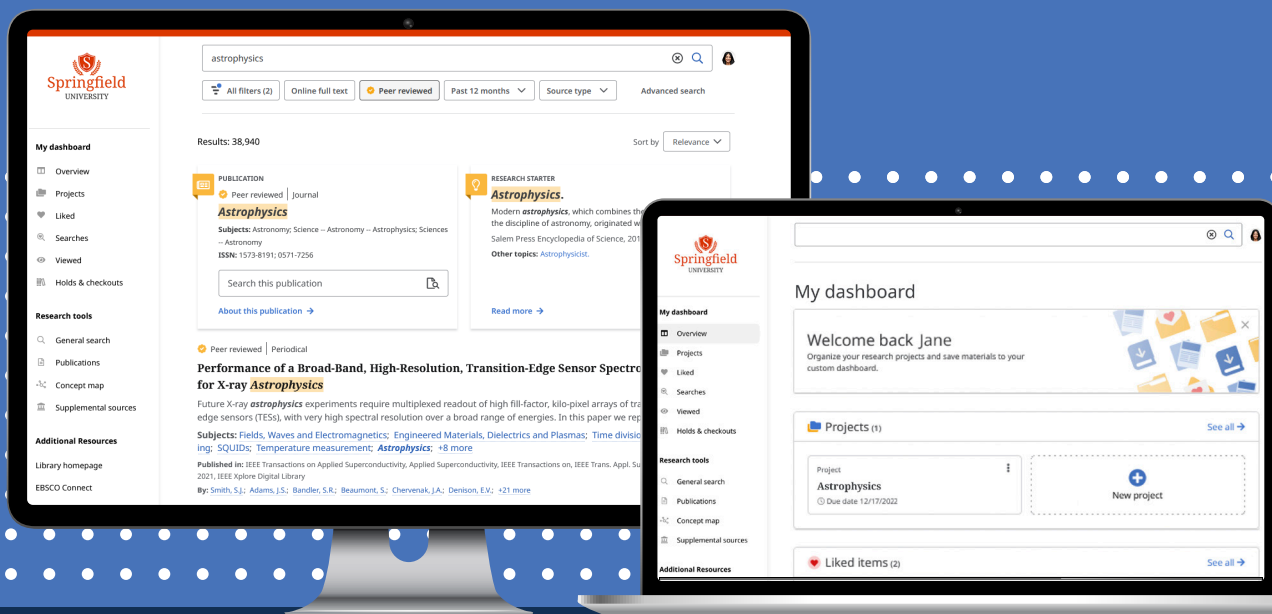 Springfield
UNIVERSITY
My dashboard
Overview
Projects
Liked
Searches
Viewed
Holds & checkouts
Research tools
General search
Publications
Concept map
Supplemental sources
Additional Resources
Library homepage
EBSCO Connect
astrophysics
All filters (2)
Online full text
Peer reviewed
Past 12 months
Source type
Advanced search
Results: 38,940
Sort by
Relevance
PUBLICATION
Peer reviewed | Journal
Astrophysics
Subjects: Astronomy; Science -- Astronomy -- Astrophysics; Sciences
-- Astronomy
ISSN: 1573-8191; 0571-7256
Search this publication
About this publication
RESEARCH STARTER
Astrophysics.
Modern astrophysics, which combines the
the discipline of astronomy, originated w
Salem Press Encyclopedia of Science, 201
Other topics: Astrophysicist.
Read more
Peer reviewed | Periodical
Performance of a Broad-Band, High-Resolution, Transition-Edge Sensor Spectro
for X-ray Astrophysics
Future X-ray astrophysics experiments require multiplexed readout of high fill-factor, kilo-pixel arrays of tra
edge sensors (TESs), with very high spectral resolution over a broad range of energies. In this paper we rep
Subjects: Fields, Waves and Electromagnetics; Engineered Materials, Dielectrics and Plasmas; Time divisio
ing; SQUIDs; Temperature measurement; Astrophysics; +8 more
Published in: IEEE Transactions on Applied Superconductivity, Applied Superconductivity, IEEE Transactions on, IEEE Trans. Appl. Su
2021, IEEE Xplore Digital Library
By: Smith, S.J.; Adams, J.S.; Bandler, S.R.; Beaumont, S.; Chervenak, J.A.; Denison, E.V.; +21 more
Springfield
UNIVERSITY
My dashboard
Overview
Projects
Liked
Searches
Viewed
Holds & checkouts
Research tools
General search
Publications
Concept map
Supplemental sources
Additional Resources
My dashboard
Welcome back Jane
Organize your research projects and save materials to your
custom dashboard.
Projects (1)
See all
Project
Astrophysics
Due date 12/17/2022
New project
Liked items (2)
See all